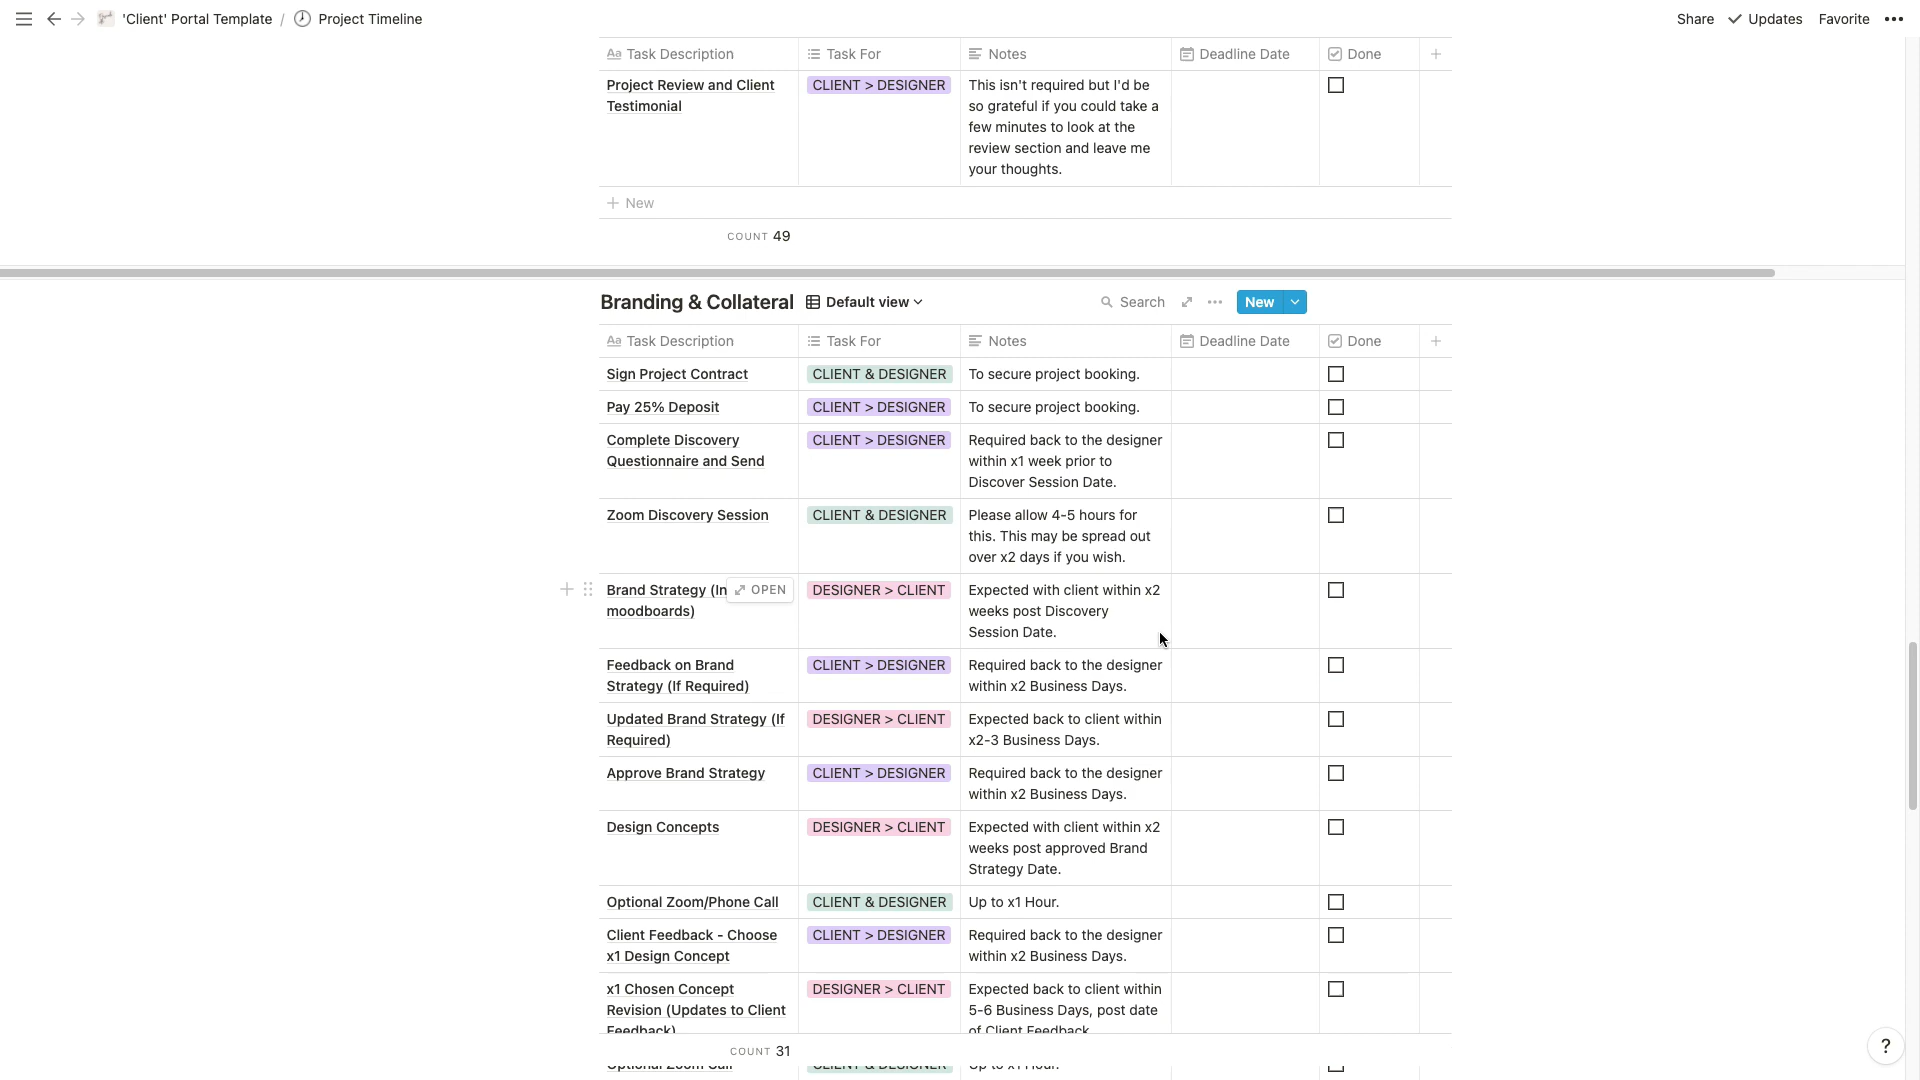 'Client' Portal Template / Project Timeline
Share Updates Favorite
Task Description Task For Notes Deadline Date Done
Project Review and Client
Testimonial
CLIENT > DESIGNER
This isn't required but I'd be
so grateful if you could take a
few minutes to look at the
review section and leave me
your thoughts.
New
COUNT 49
Branding & Collateral Default view Search New
Task Description Task For Notes Deadline Date Done
Sign Project Contract CLIENT & DESIGNER To secure project booking.
Pay 25% Deposit CLIENT > DESIGNER To secure project booking.
Complete Discovery
Questionnaire and Send
CLIENT > DESIGNER
Required back to the designer
within x1 week prior to
Discover Session Date.
Zoom Discovery Session CLIENT & DESIGNER
Please allow 4-5 hours for
this. This may be spread out
over x2 days if you wish.
Brand Strategy (In
moodboards)
OPEN
DESIGNER > CLIENT
Expected with client within x2
weeks post Discovery
Session Date.
Feedback on Brand
Strategy (If Required)
CLIENT > DESIGNER
Required back to the designer
within x2 Business Days.
Updated Brand Strategy (If
Required)
DESIGNER > CLIENT
Expected back to client within
x2-3 Business Days.
Approve Brand Strategy CLIENT > DESIGNER
Required back to the designer
within x2 Business Days.
Design Concepts DESIGNER > CLIENT
Expected with client within x2
weeks post approved Brand
Strategy Date.
Optional Zoom/Phone Call CLIENT & DESIGNER Up to x1 Hour.
Client Feedback - Choose
x1 Design Concept
CLIENT > DESIGNER
Required back to the designer
within x2 Business Days.
x1 Chosen Concept
Revision (Updates to Client
Feedback)
DESIGNER > CLIENT
Expected back to client within
5-6 Business Days, post date
of Client Feedback
COUNT 31
Optional Zoom Call CLIENT & DESIGNER Up to x1 Hour.
?